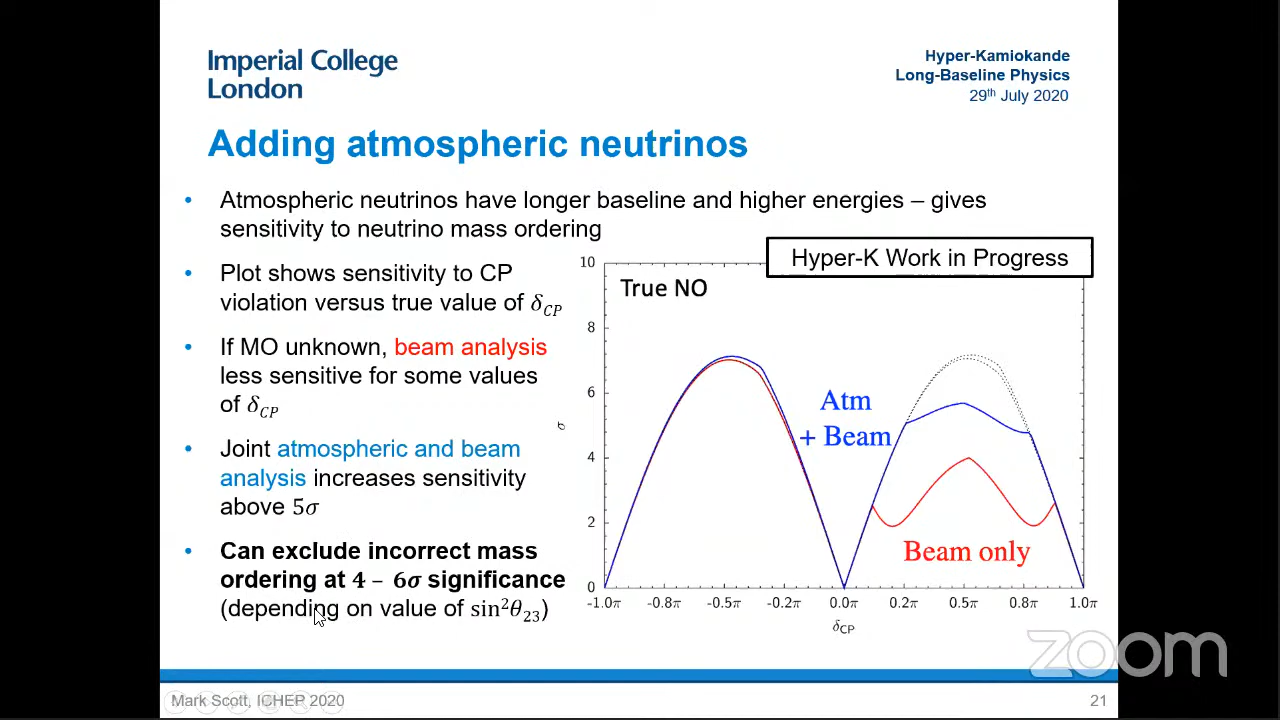 Imperial College
London
Hyper-Kamiokande
Long-Baseline Physics
29th July 2020
Adding atmospheric neutrinos
• Atmospheric neutrinos have longer baseline and higher energies – gives
sensitivity to neutrino mass ordering
• Plot shows sensitivity to CP
violation versus true value of δCP
• If MO unknown, beam analysis
less sensitive for some values
of δCP
• Joint atmospheric and beam
analysis increases sensitivity
above 5σ
• Can exclude incorrect mass
ordering at 4 – 6σ significance
(depending on value of sin²θ23)
Hyper-K Work in Progress
True NO
10
8
6
4
2
0
σ
Atm
+ Beam
Beam only
-1.0π -0.8π -0.5π -0.2π 0.0π 0.2π 0.5π 0.8π 1.0π
δCP
zoom
Mark Scott, ICHEP 2020
21